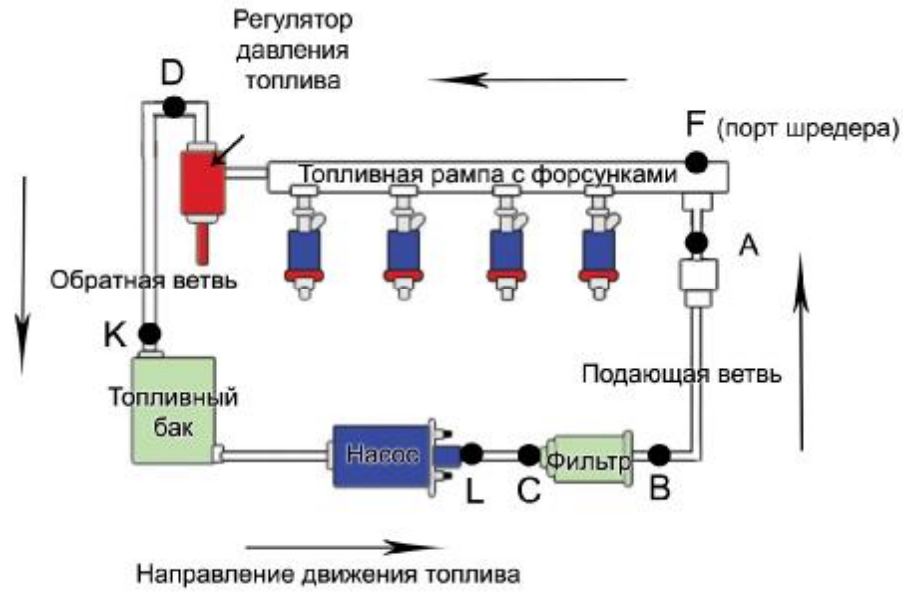 Регулятор
давления
топлива
D
F (порт шредера)
Топливная рампа с форсунками
A
Обратная ветвь
K
Подающая ветвь
Топливный
бак
Насос
Фильтр
L
C
B
Направление движения топлива